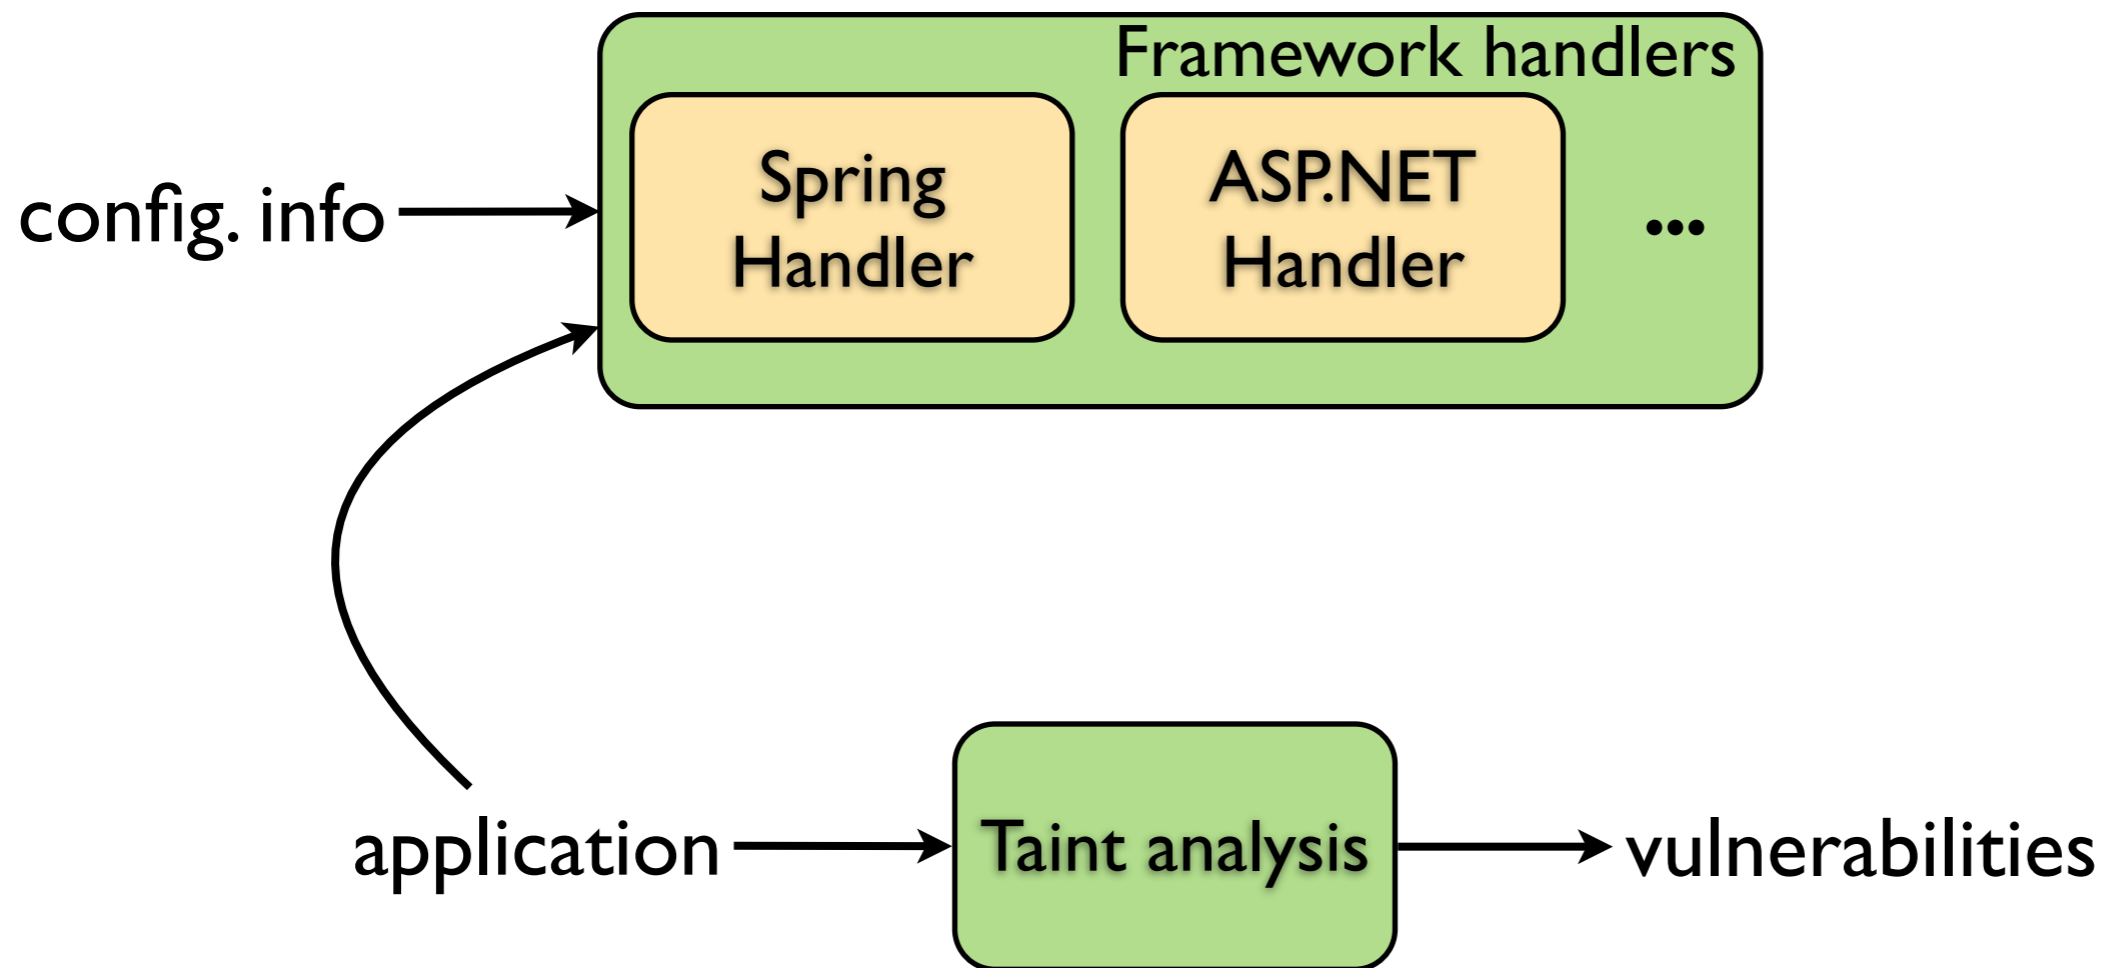 Framework handlers
Spring
Handler
ASP.NET
Handler
...
config. info
application
Taint analysis
vulnerabilities